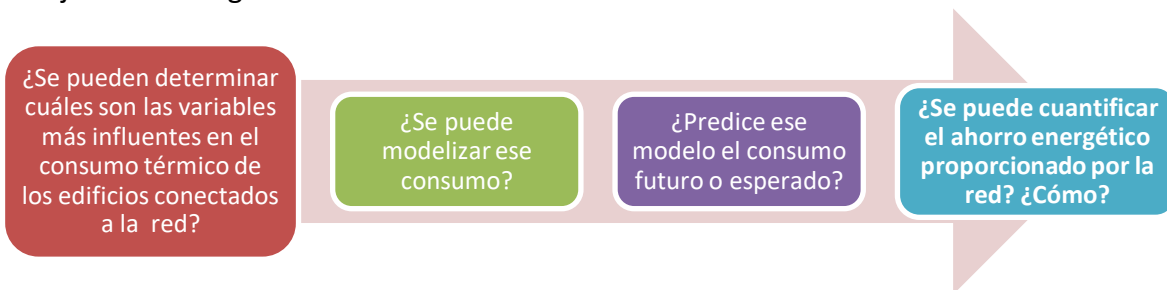 ¿Se pueden determinar
cuáles son las variables
más influentes en el
consumo térmico de
los edificios conectados
a la red?
¿Se puede
modelizar ese
consumo?
¿Predice ese
modelo el consumo
futuro o esperado?
¿Se puede cuantificar
el ahorro energético
proporcionado por la
red? ¿Cómo?